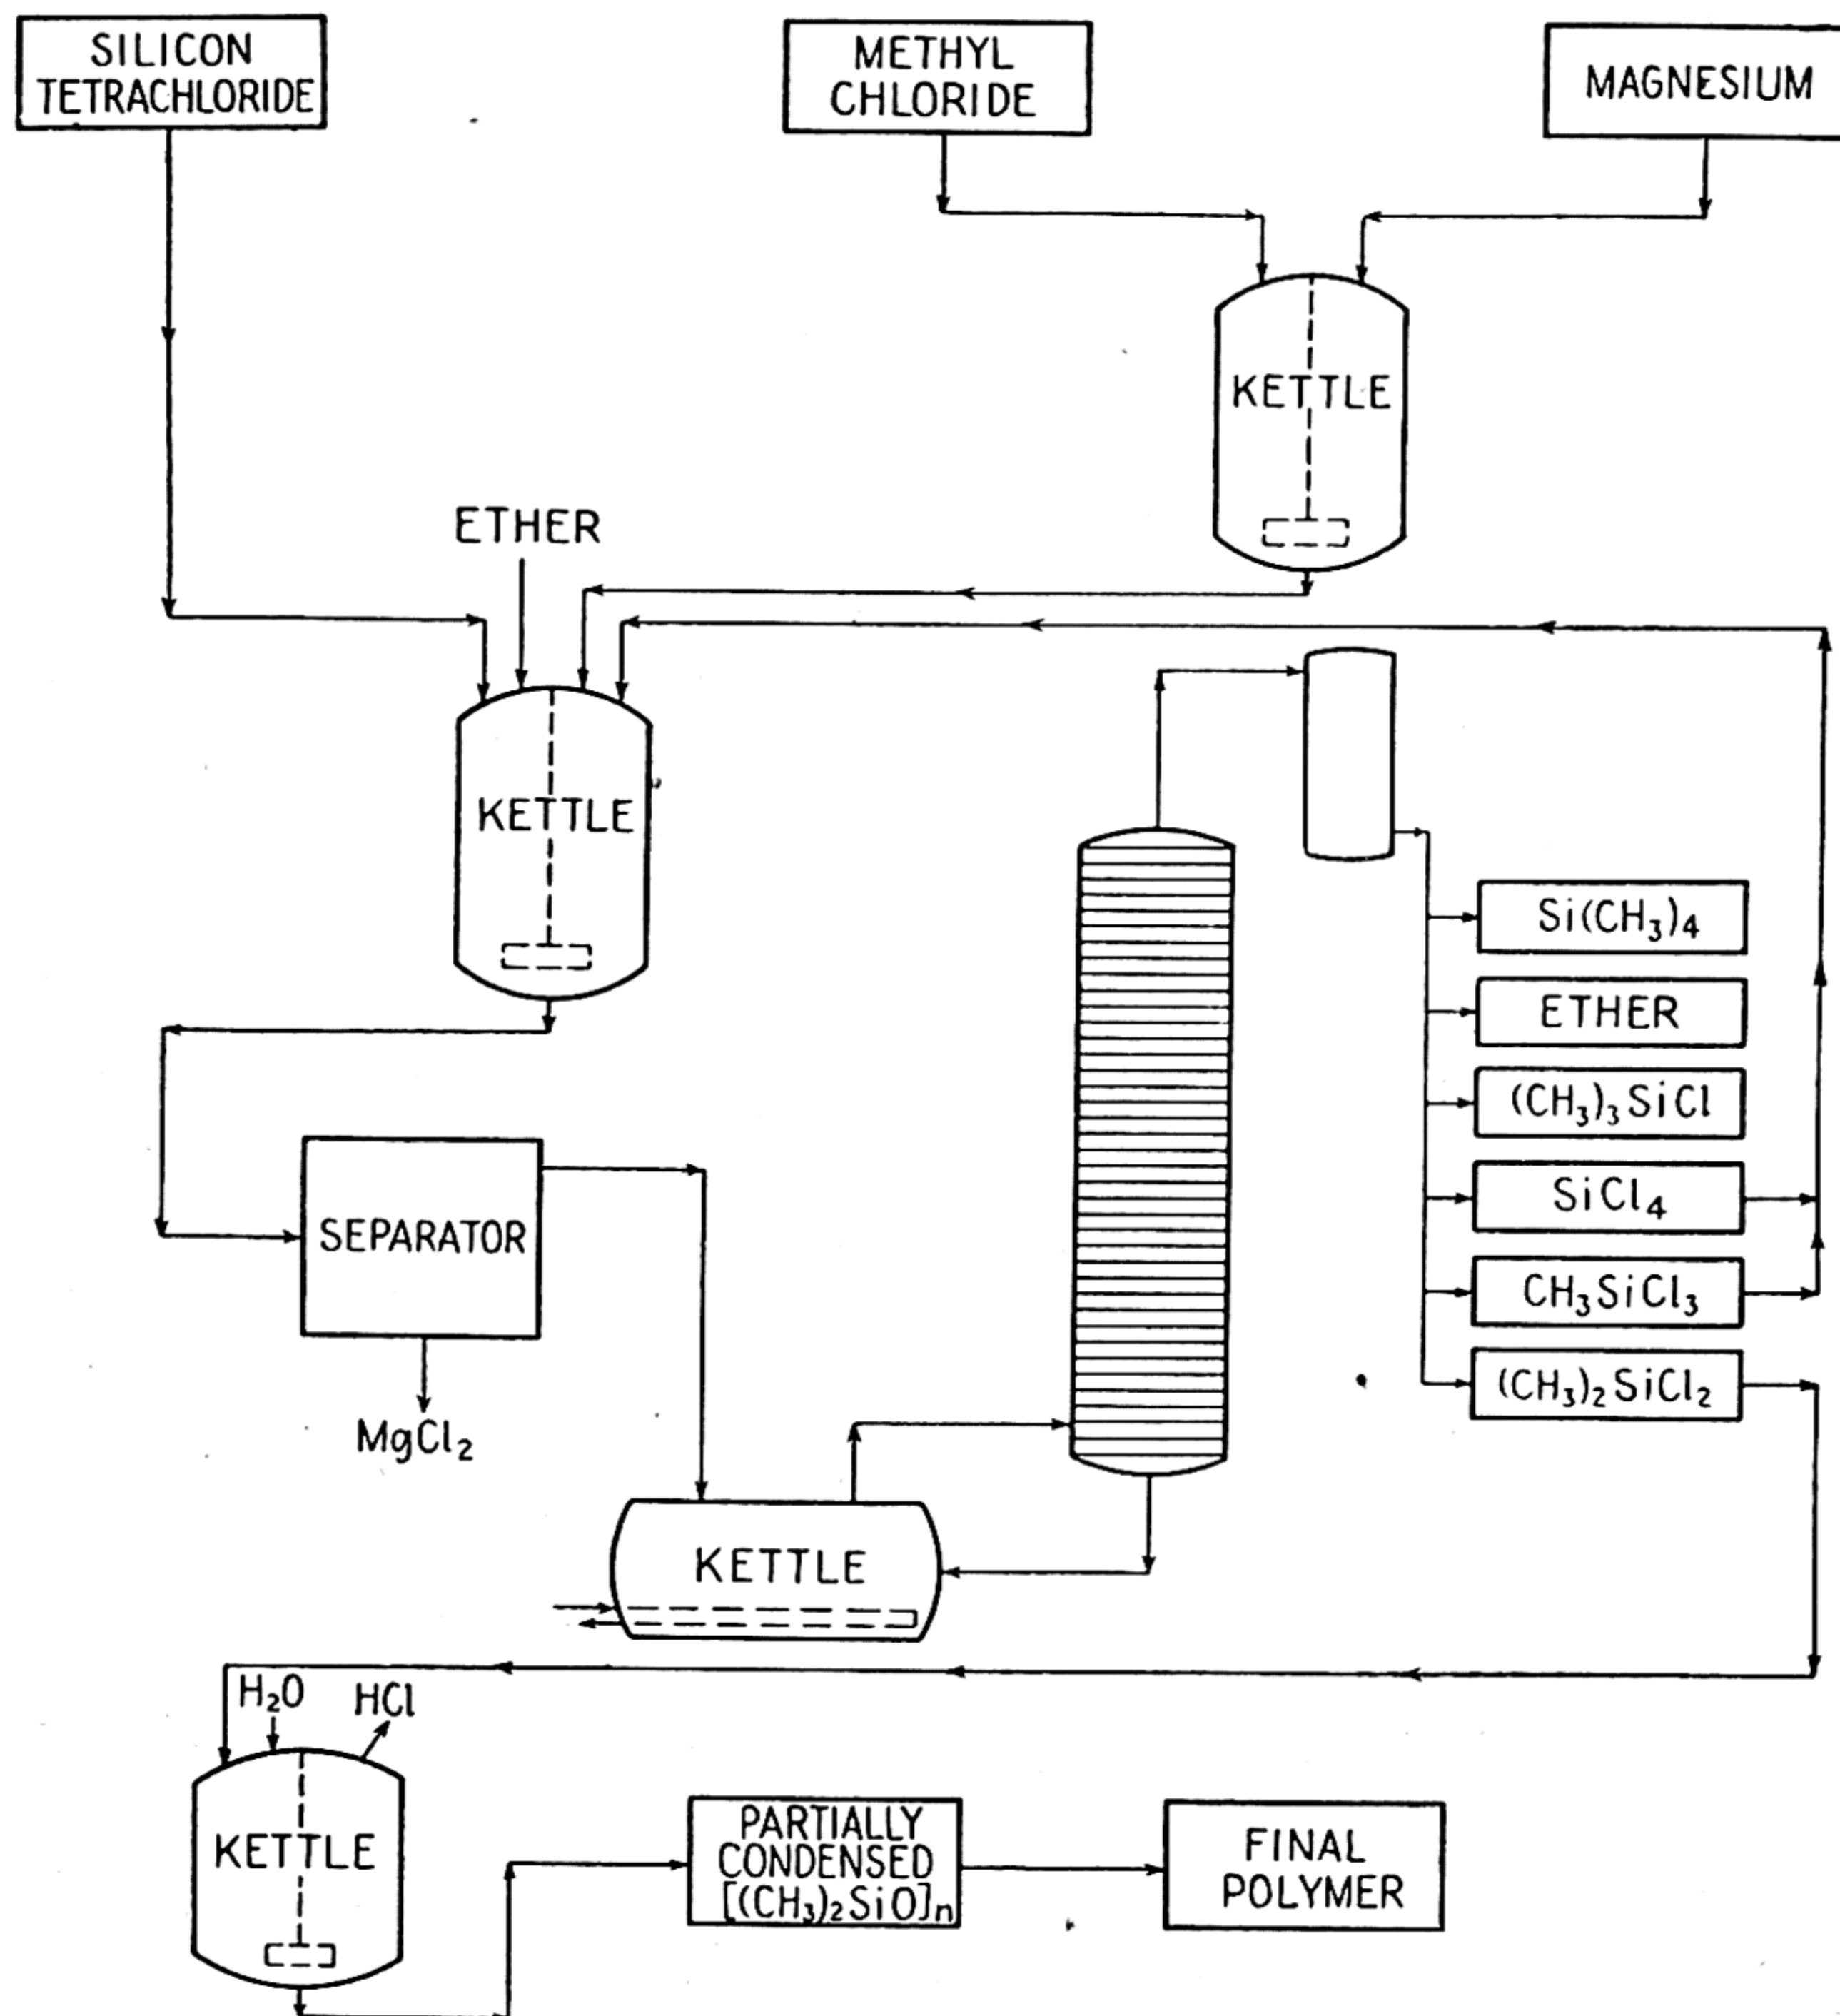 SILICON
TETRACHLORIDE
METHYL
CHLORIDE
MAGNESIUM
KETTLE
ETHER
KETTLE
Si(CH₃)₄
ETHER
(CH₃)₃SiCl
SiCl₄
CH₃SiCl₃
(CH₃)₂SiCl₂
SEPARATOR
MgCl₂
KETTLE
H₂O
HCl
KETTLE
PARTIALLY
CONDENSED
[(CH₃)₂SiO]ₙ
FINAL
POLYMER